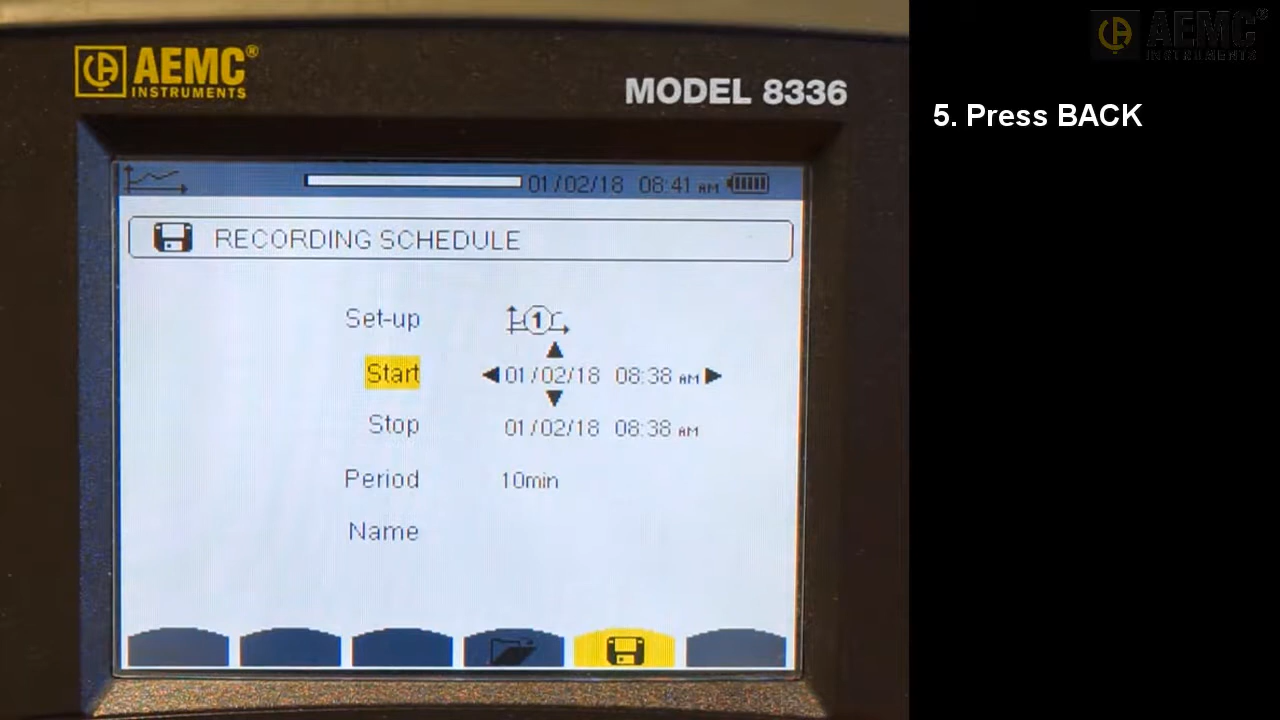 AEMC®
INSTRUMENTS
MODEL 8336
01/02/18 08:41 AM
RECORDING SCHEDULE
Set-up 1
Start 01/02/18 08:38 AM
Stop 01/02/18 08:38 AM
Period 10min
Name
AEMC®
INSTRUMENTS
5. Press BACK